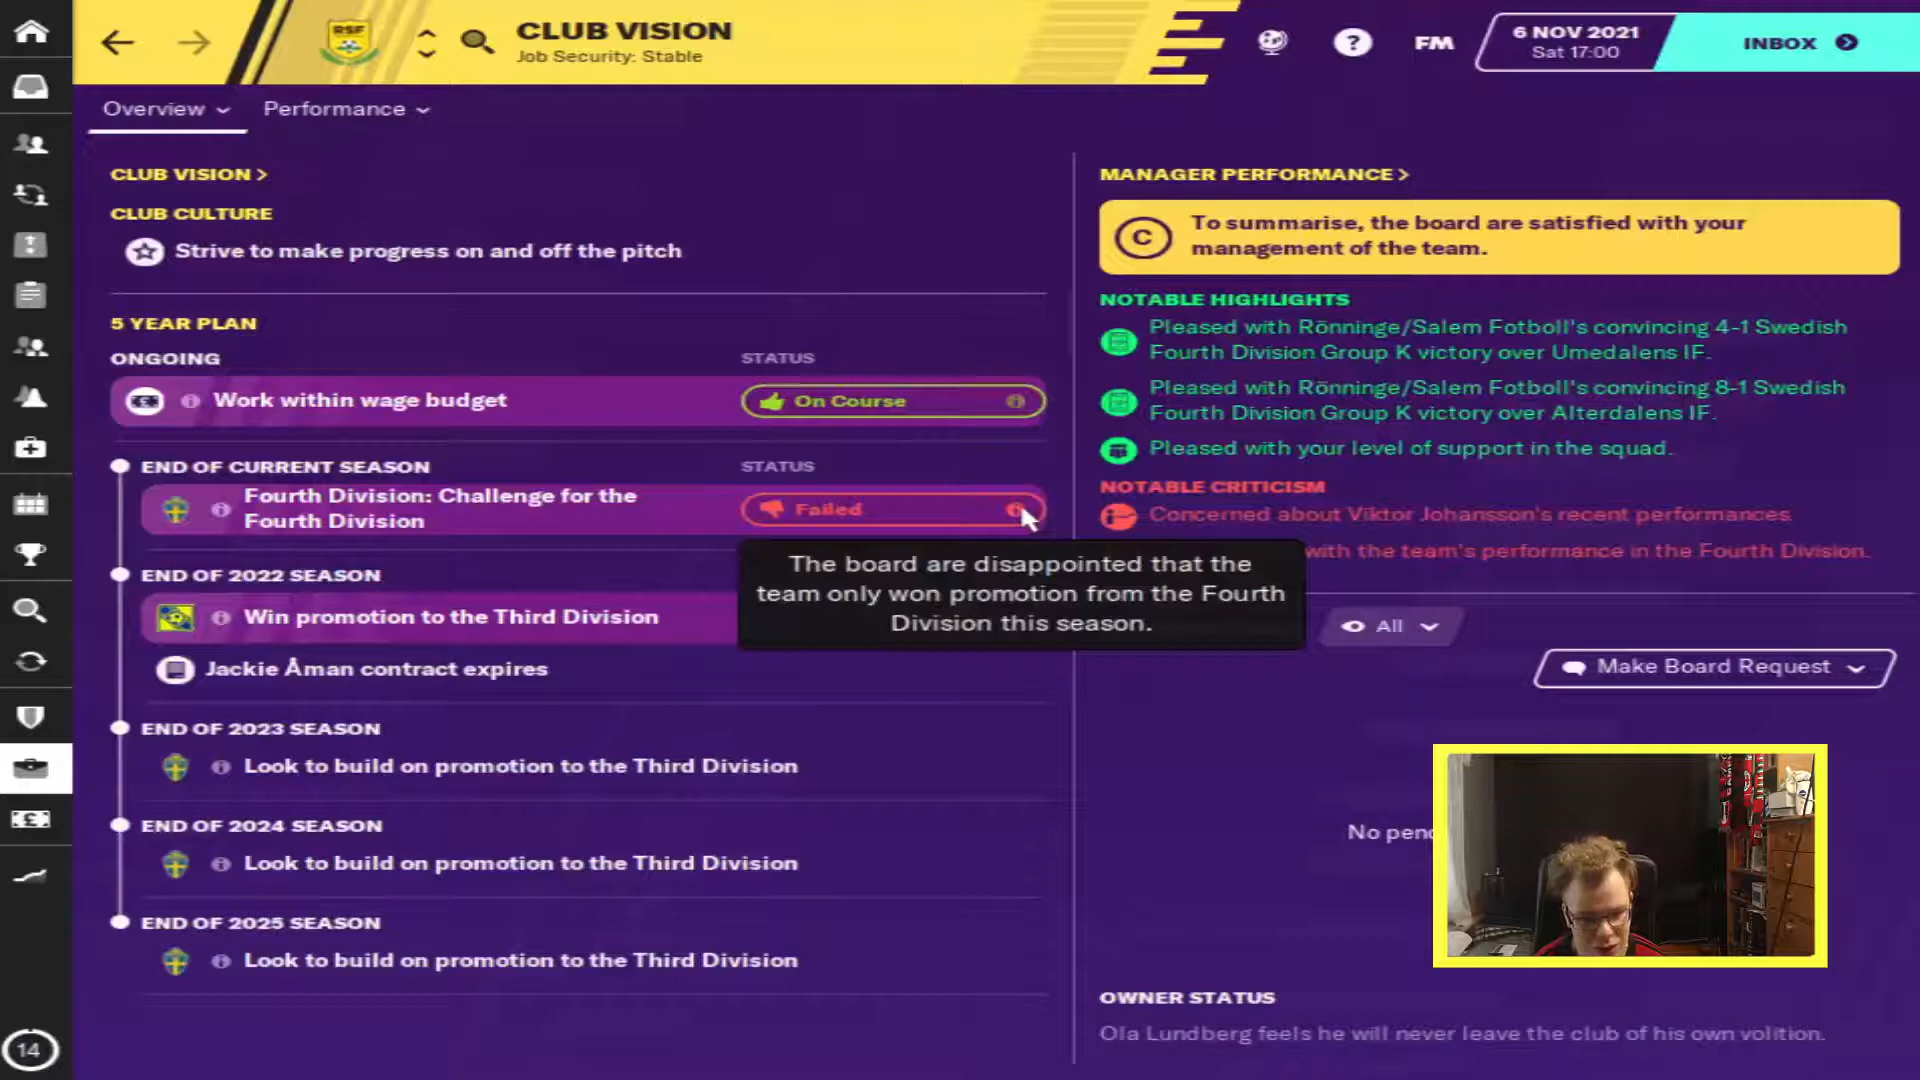 RSF
CLUB VISION
Job Security: Stable
?
FM
6 NOV 2021
Sat 17:00
INBOX
Overview
Performance
CLUB VISION >
CLUB CULTURE
Strive to make progress on and off the pitch
5 YEAR PLAN
ONGOING
STATUS
Work within wage budget
On Course
END OF CURRENT SEASON
STATUS
Fourth Division: Challenge for the
Fourth Division
Failed
The board are disappointed that the
team only won promotion from the Fourth
Division this season.
END OF 2022 SEASON
Win promotion to the Third Division
Jackie Åman contract expires
END OF 2023 SEASON
Look to build on promotion to the Third Division
END OF 2024 SEASON
Look to build on promotion to the Third Division
END OF 2025 SEASON
Look to build on promotion to the Third Division
14
MANAGER PERFORMANCE >
C
To summarise, the board are satisfied with your
management of the team.
NOTABLE HIGHLIGHTS
Pleased with Rönninge/Salem Fotboll's convincing 4-1 Swedish
Fourth Division Group K victory over Umedalens IF.
Pleased with Rönninge/Salem Fotboll's convincing 8-1 Swedish
Fourth Division Group K victory over Alterdalens IF.
Pleased with your level of support in the squad.
NOTABLE CRITICISM
Concerned about Viktor Johansson's recent performances.
with the team's performance in the Fourth Division.
All
Make Board Request
No pend
OWNER STATUS
Ola Lundberg feels he will never leave the club of his own volition.